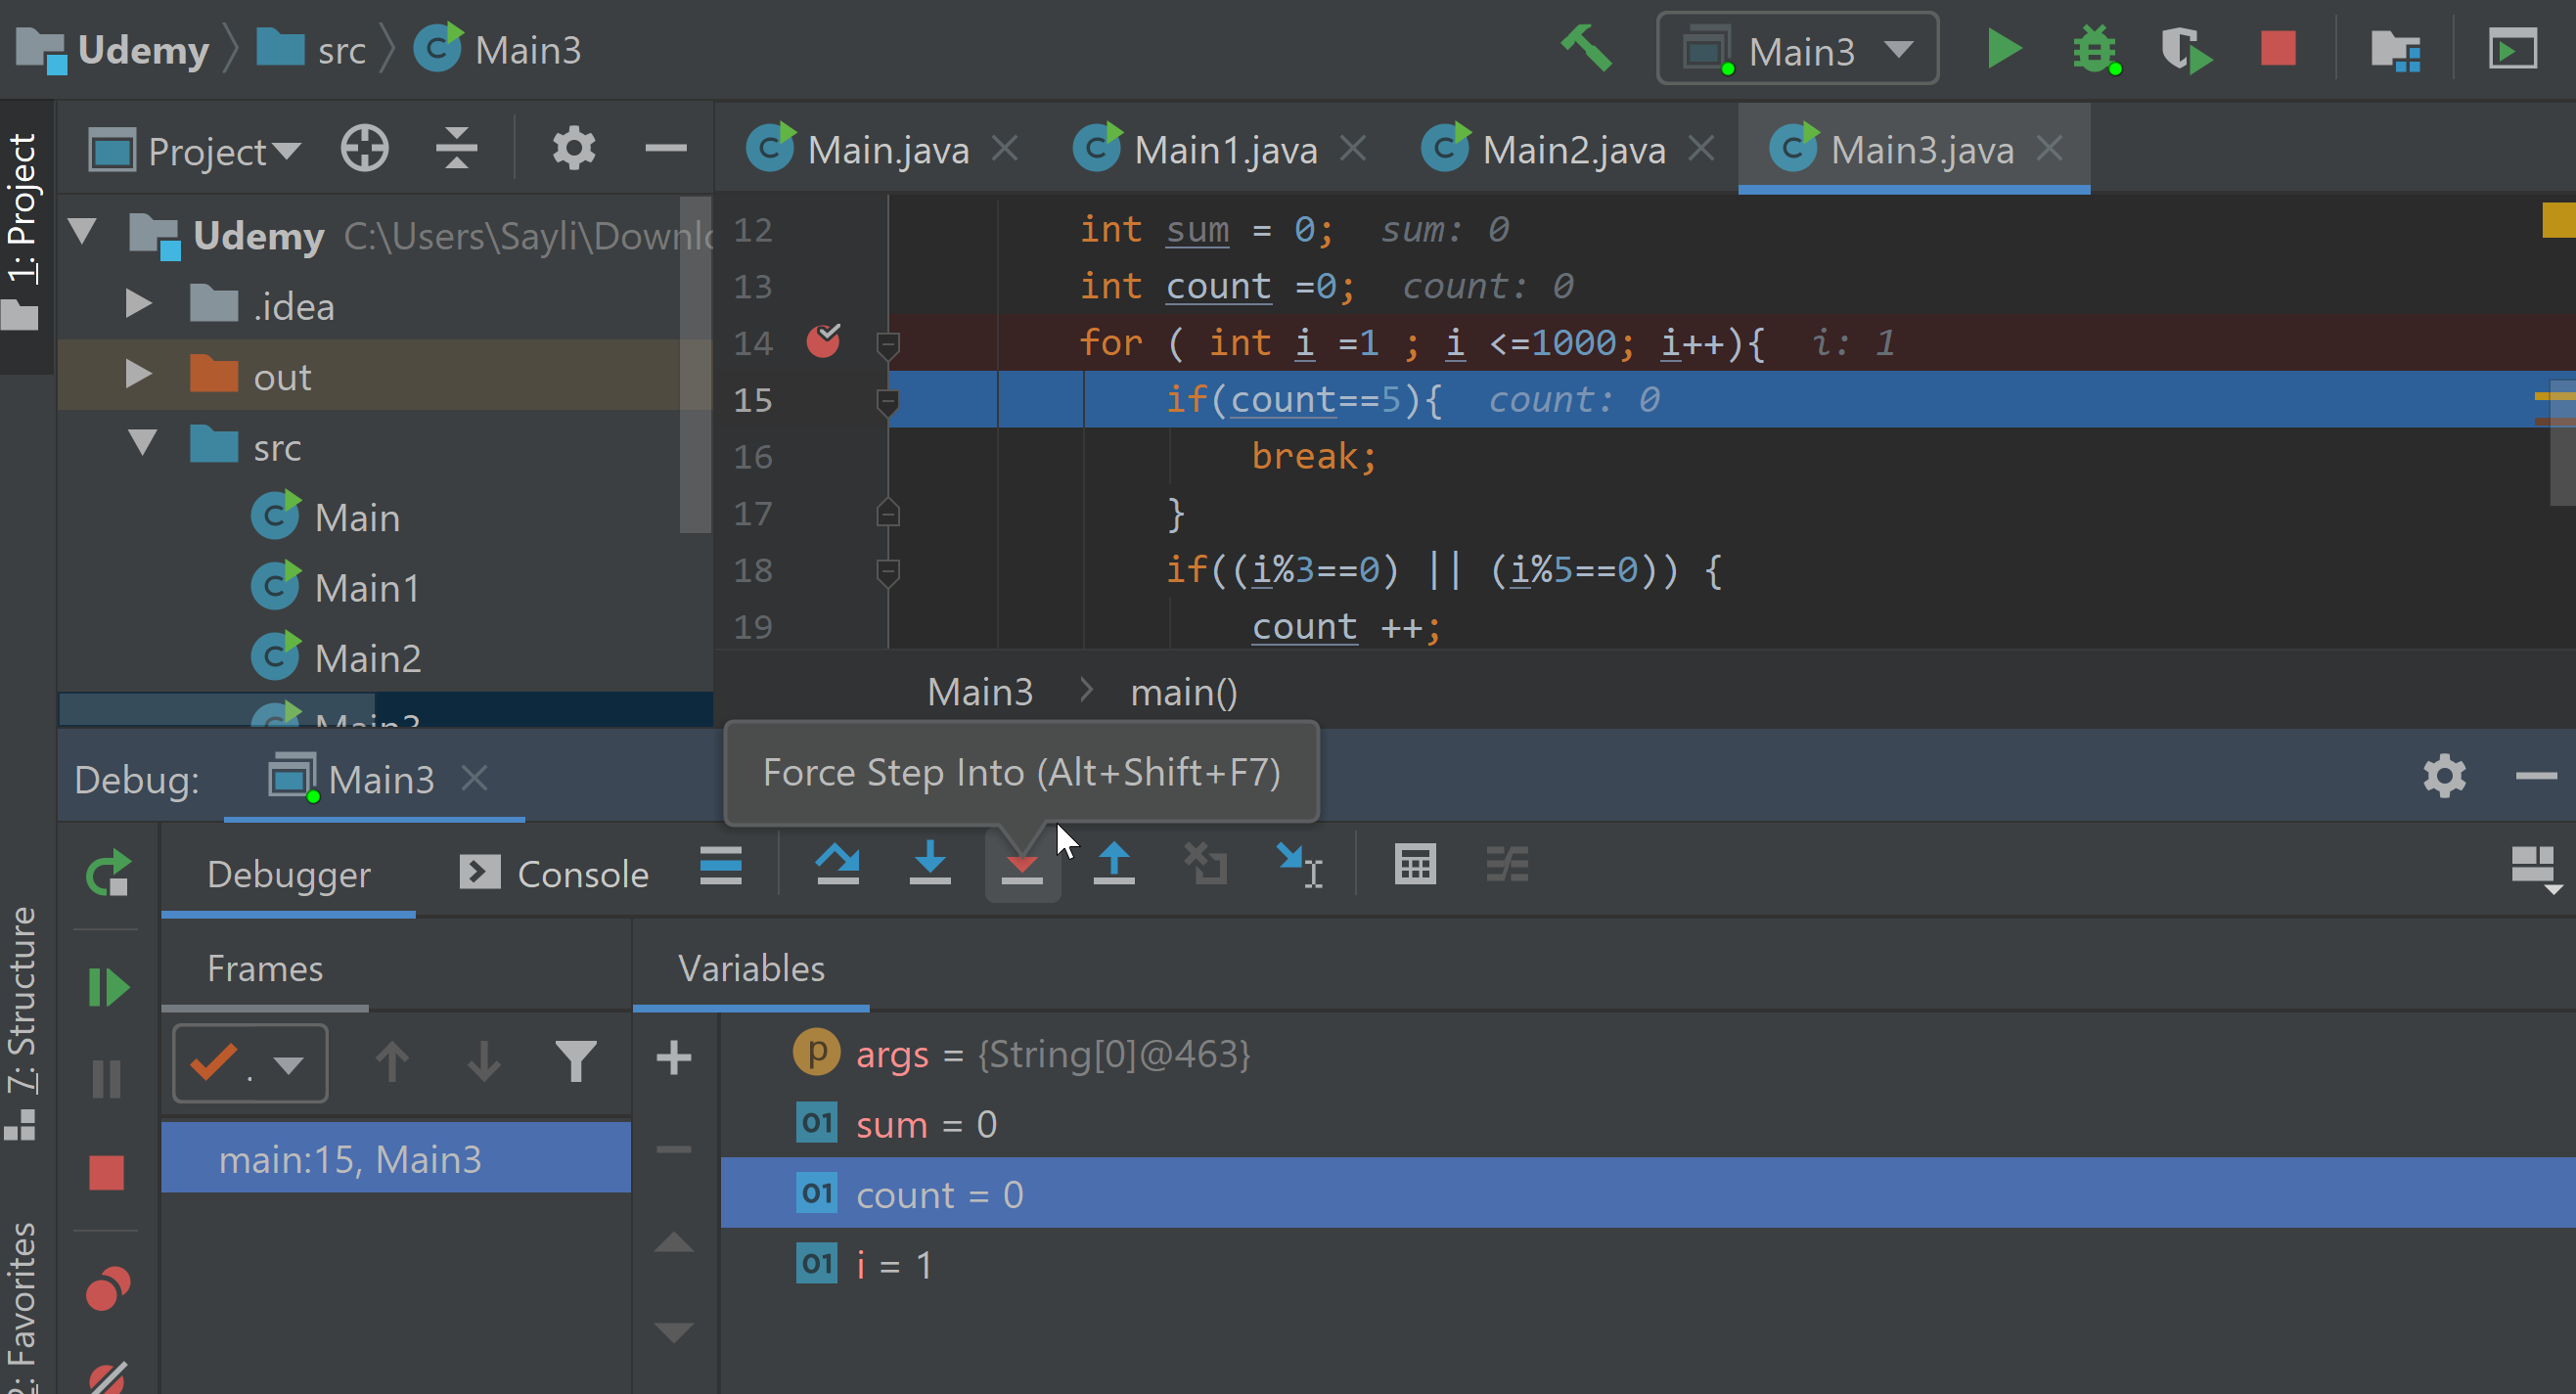 Udemy src Main3
Main3
1: Project
Project
Main.java Main1.java Main2.java Main3.java
Udemy C:\Users\Sayli\Downlo
.idea
out
src
Main
Main1
Main2
Main3
12 int sum = 0; sum: 0
13 int count =0; count: 0
14 for ( int i =1 ; i <=1000; i++){ i: 1
15 if(count==5){ count: 0
16 break;
17 }
18 if((i%3==0) || (i%5==0)) {
19 count ++;
Main3 > main()
Force Step Into (Alt+Shift+F7)
Debug: Main3
Debugger Console
7: Structure
Frames
Variables
main:15, Main3
p args = {String[0]@463}
01 sum = 0
01 count = 0
01 i = 1
2: Favorites